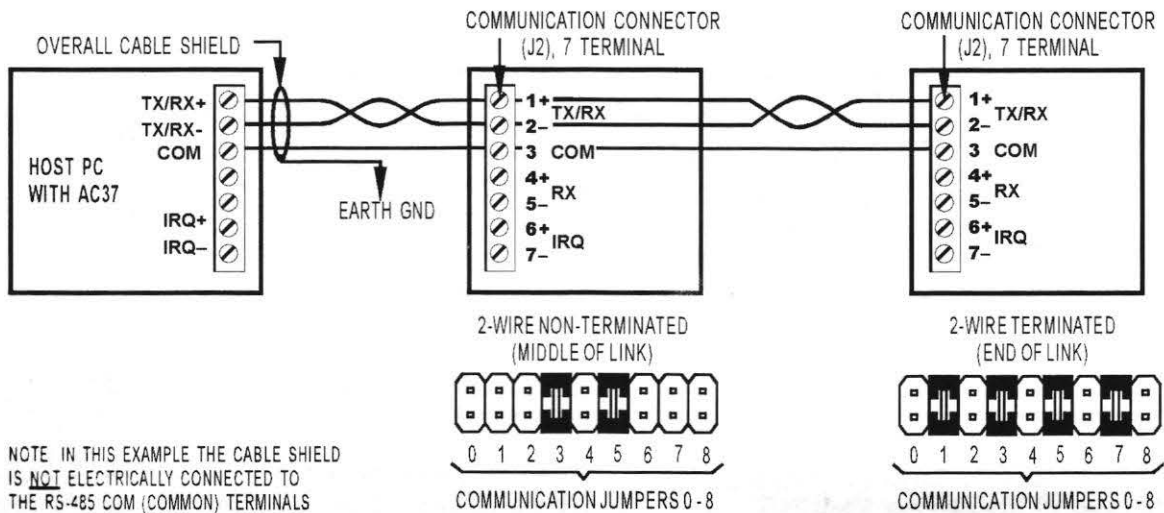 OVERALL CABLE SHIELD
COMMUNICATION CONNECTOR
(J2), 7 TERMINAL
COMMUNICATION CONNECTOR
(J2), 7 TERMINAL
HOST PC
WITH AC37
TX/RX+
TX/RX-
COM
IRQ+
IRQ–
EARTH GND
1+
2–
TX/RX
3 COM
4+
5–
RX
6+
7–
IRQ
1+
2–
TX/RX
3 COM
4+
5–
RX
6+
7–
IRQ
2-WIRE NON-TERMINATED
(MIDDLE OF LINK)
0 1 2 3 4 5 6 7 8
COMMUNICATION JUMPERS 0 - 8
2-WIRE TERMINATED
(END OF LINK)
0 1 2 3 4 5 6 7 8
COMMUNICATION JUMPERS 0 - 8
NOTE IN THIS EXAMPLE THE CABLE SHIELD
IS NOT ELECTRICALLY CONNECTED TO
THE RS-485 COM (COMMON) TERMINALS